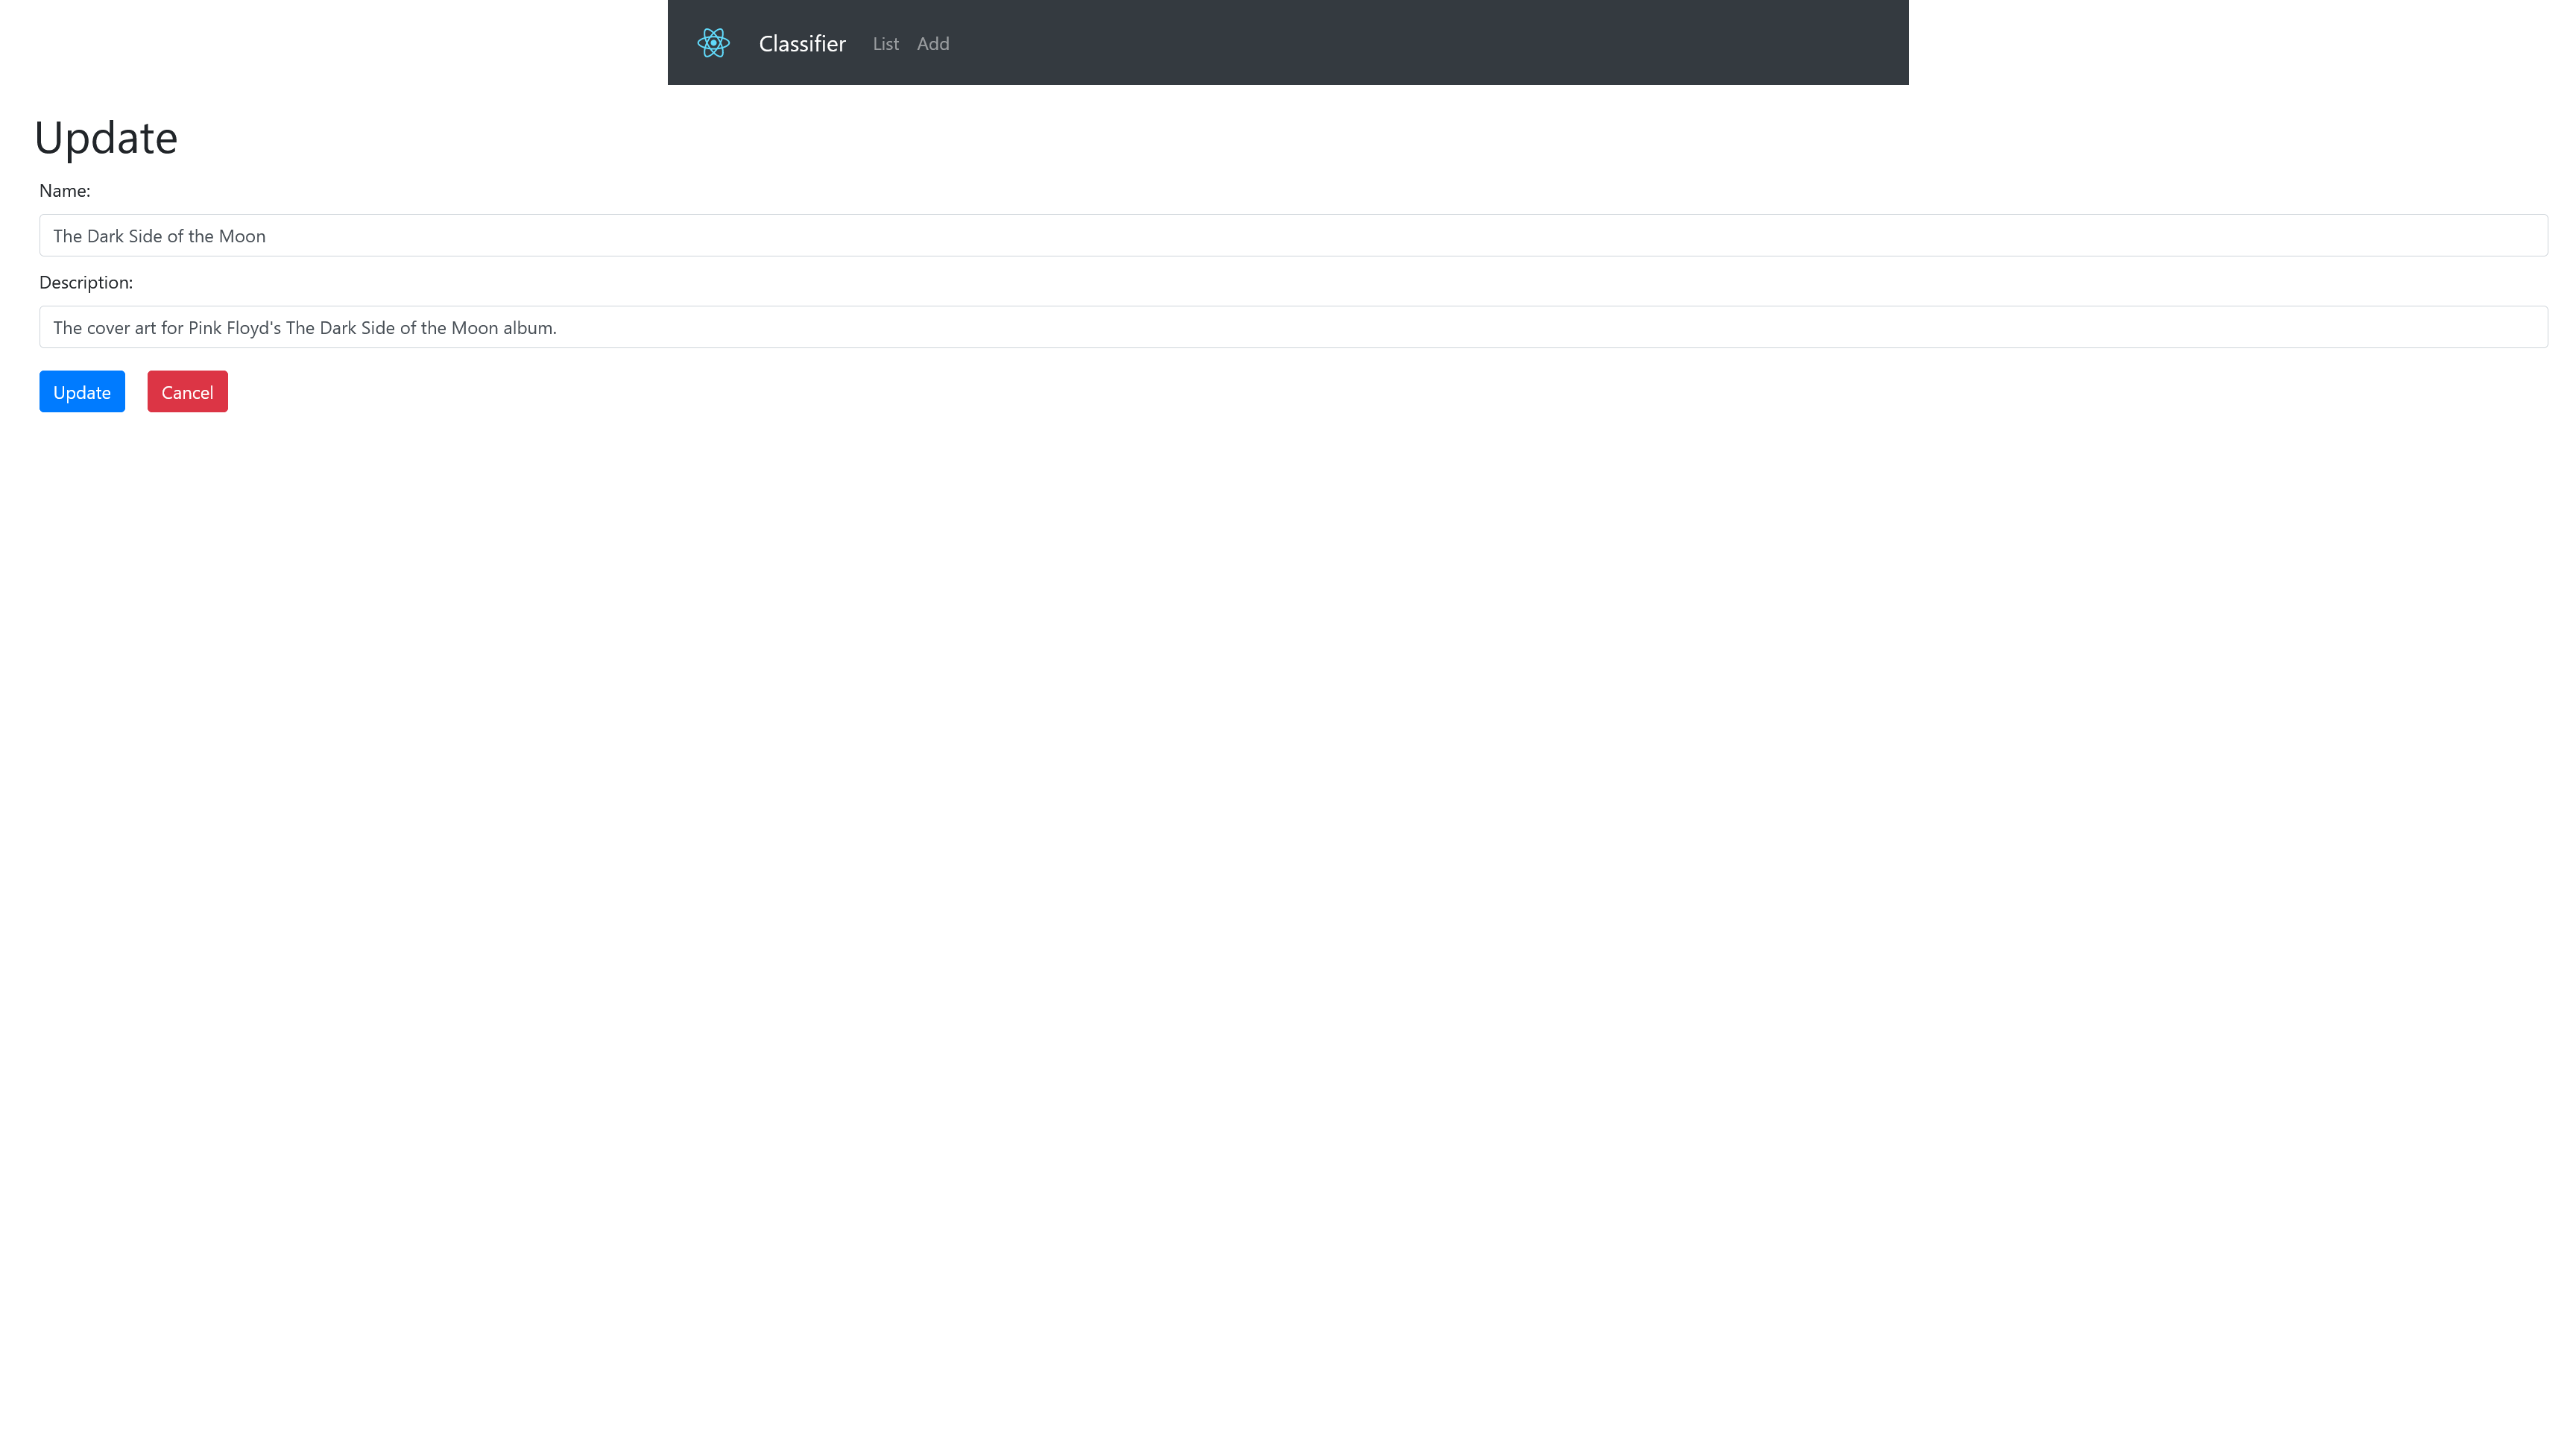 Classifier List Add
Update
Name:
The Dark Side of the Moon
Description:
The cover art for Pink Floyd's The Dark Side of the Moon album.
Update Cancel